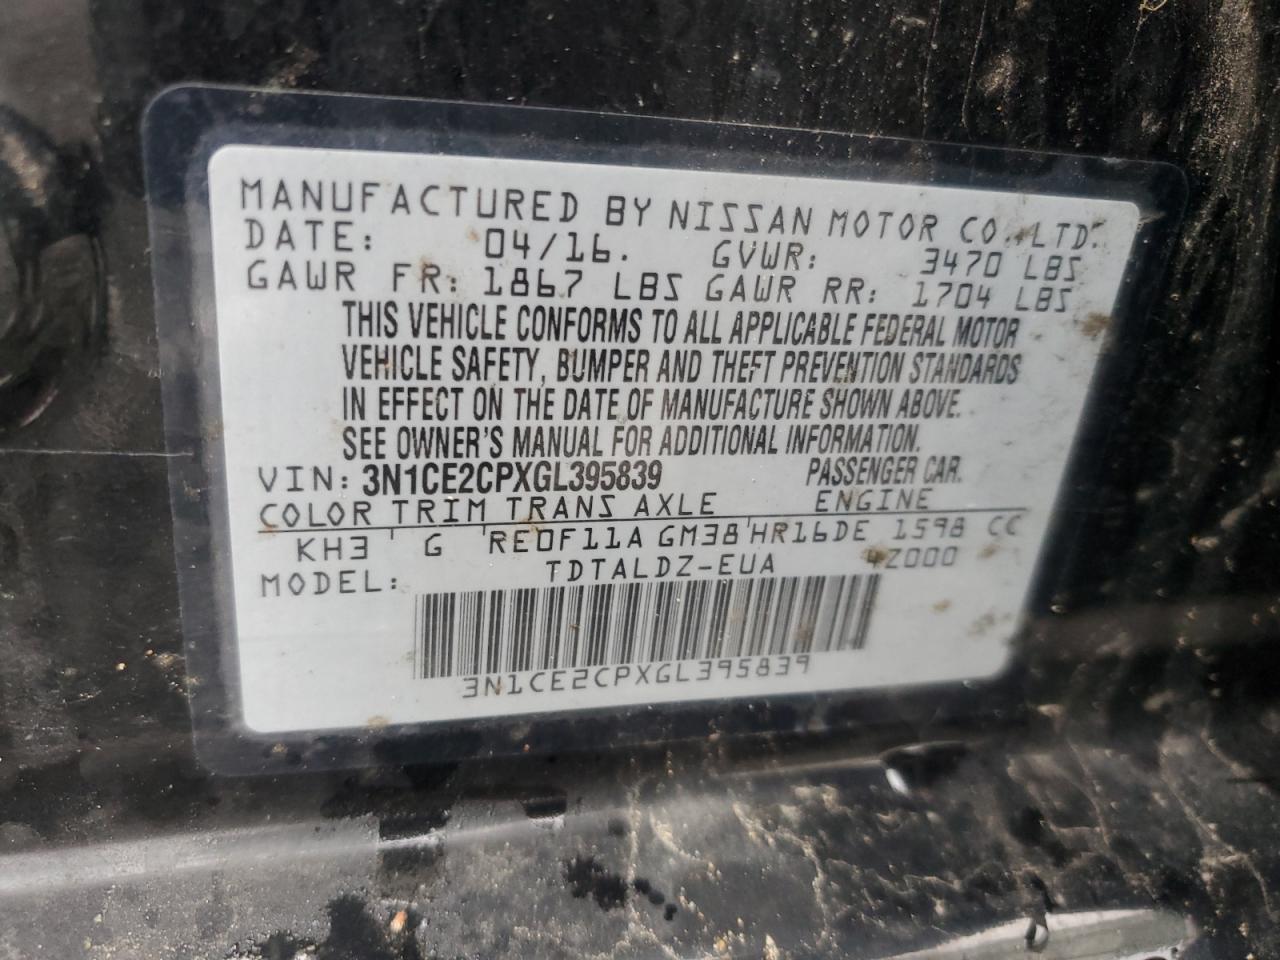 MANUFACTURED BY NISSAN MOTOR CO.,LTD.
DATE: 04/16. GVWR: 3470 LBS
GAWR FR: 1867 LBS GAWR RR: 1704 LBS
THIS VEHICLE CONFORMS TO ALL APPLICABLE FEDERAL MOTOR
VEHICLE SAFETY, BUMPER AND THEFT PREVENTION STANDARDS
IN EFFECT ON THE DATE OF MANUFACTURE SHOWN ABOVE.
SEE OWNER'S MANUAL FOR ADDITIONAL INFORMATION.
VIN: 3N1CE2CPXGL395839 PASSENGER CAR.
COLOR TRIM TRANS AXLE ENGINE
KH3 ' G ' RE0F11A GM38 ' HR16DE 1598 CC
MODEL: TDTALDZ-EUA
3N1CE2CPXGL395839